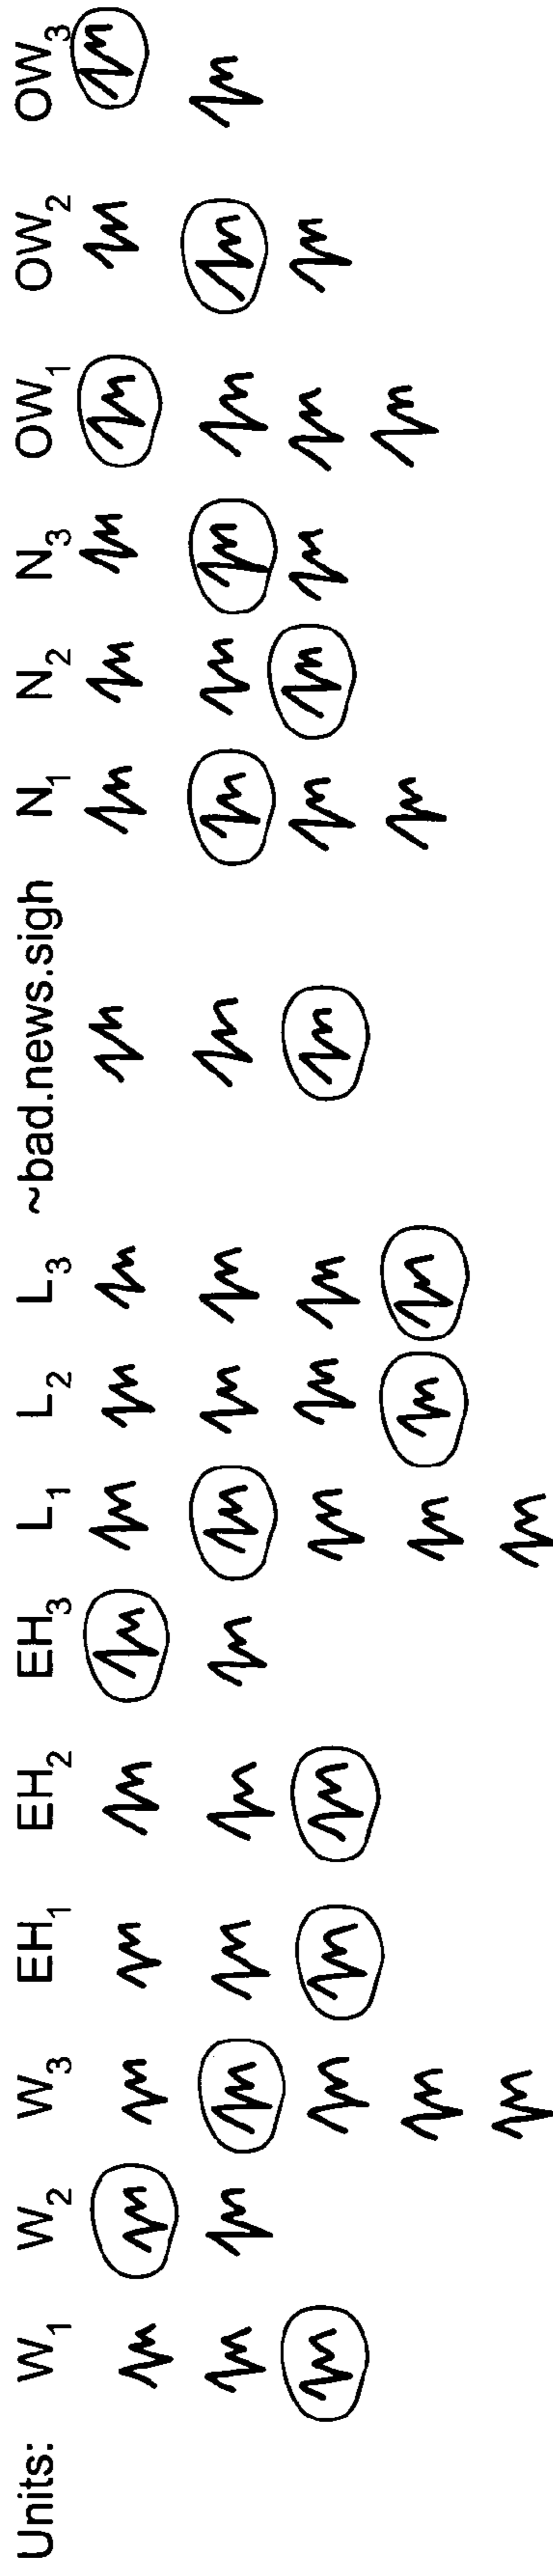 Units: W₁ W₂ W₃ EH₁ EH₂ EH₃ L₁ L₂ L₃ ~bad.news.sigh N₁ N₂ N₃ OW₁ OW₂ OW₃